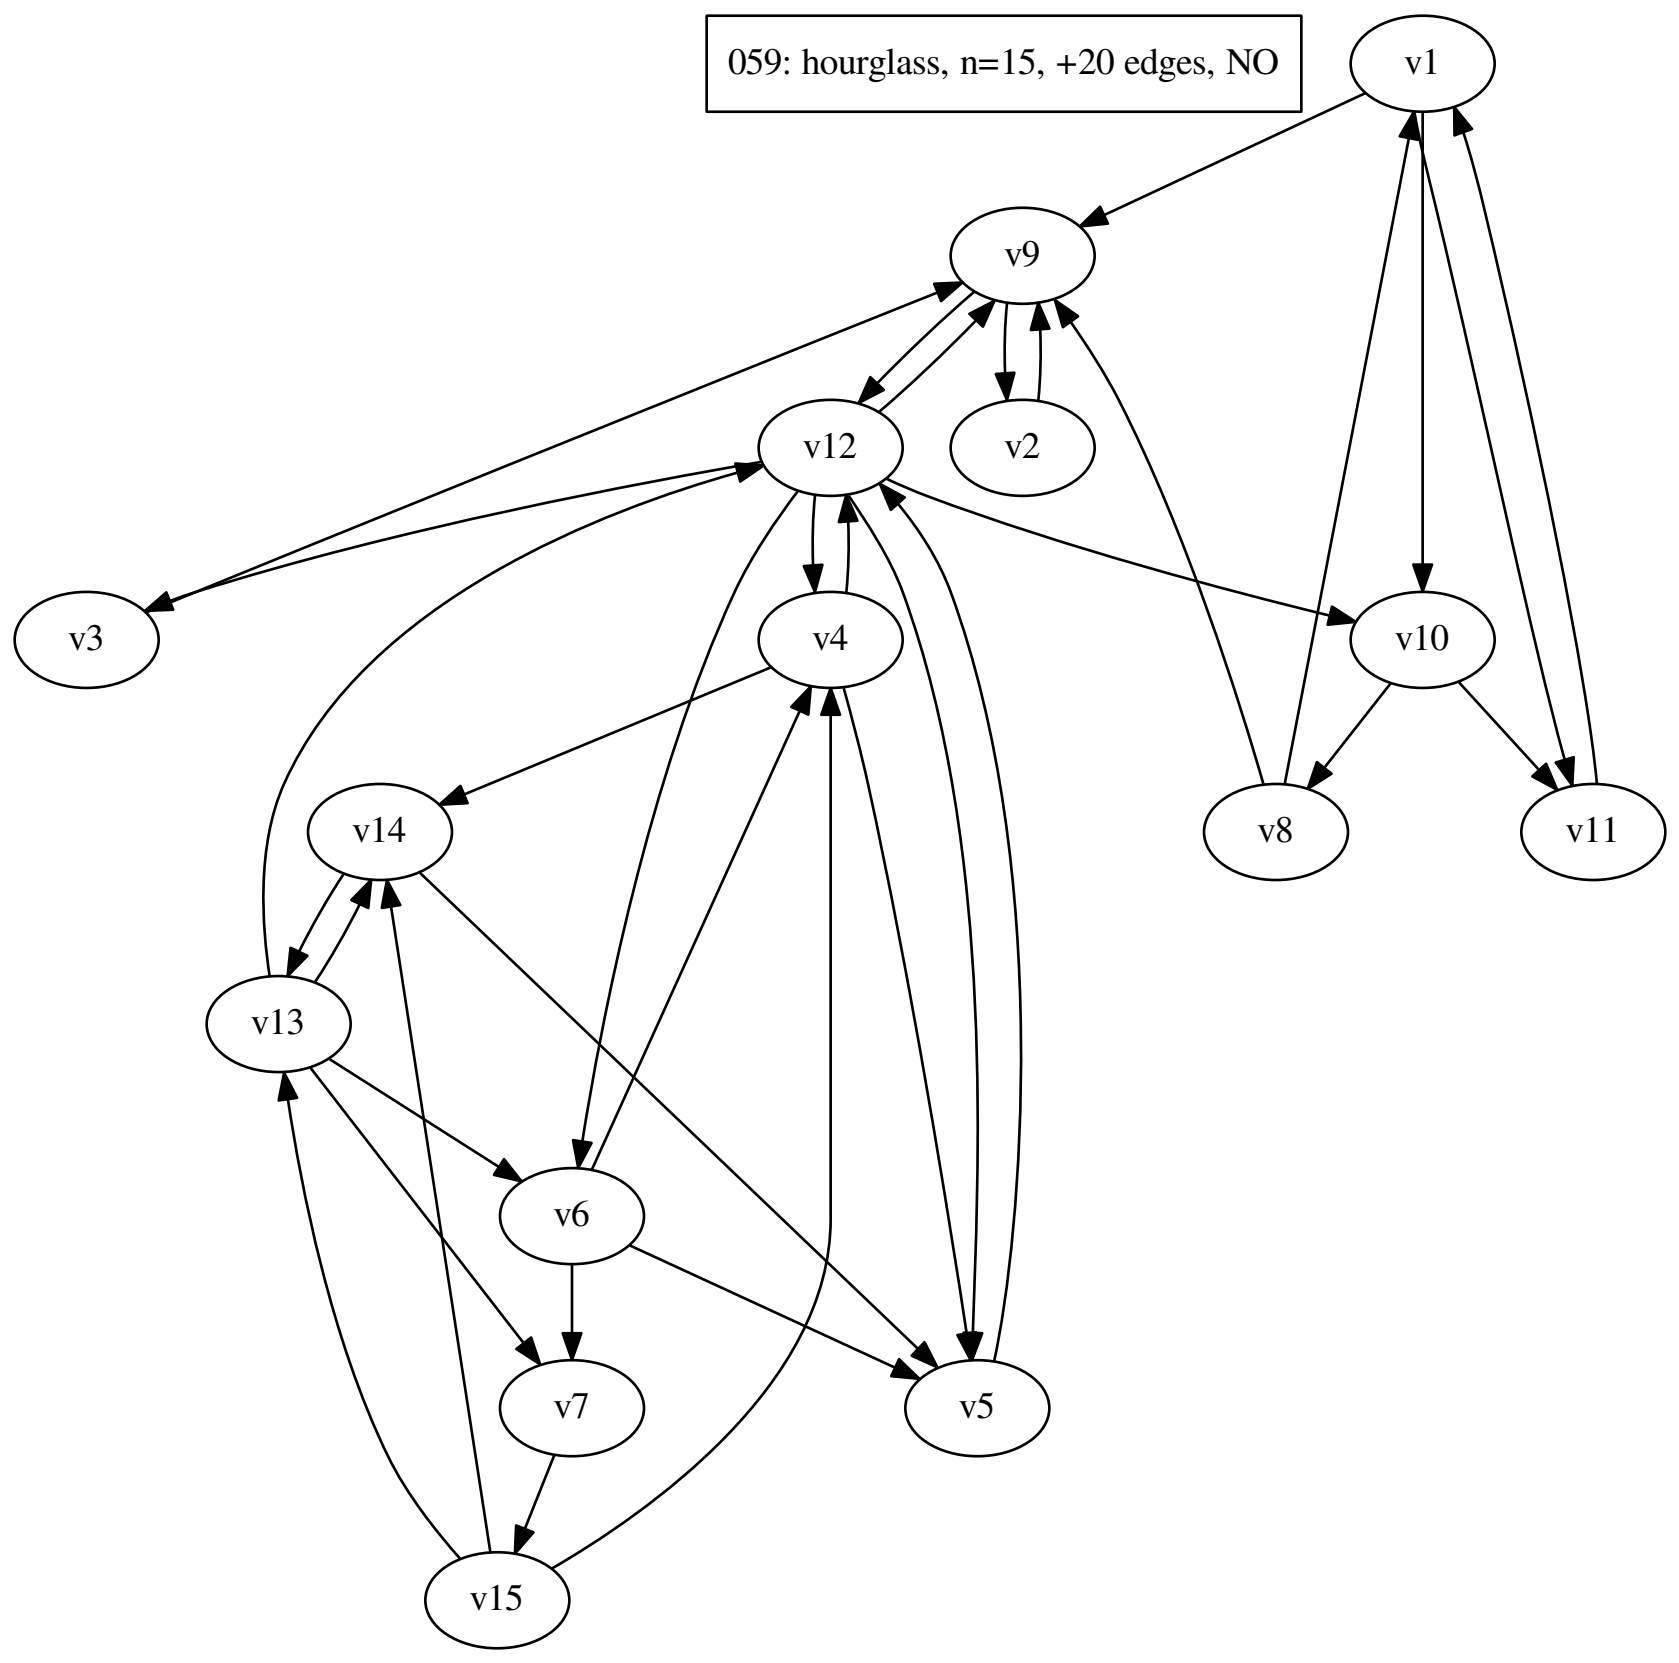 059: hourglass, n=15, +20 edges, NO
v1
v9
v12
v2
v3
v4
v10
v14
v8
v11
v13
v6
v7
v5
v15